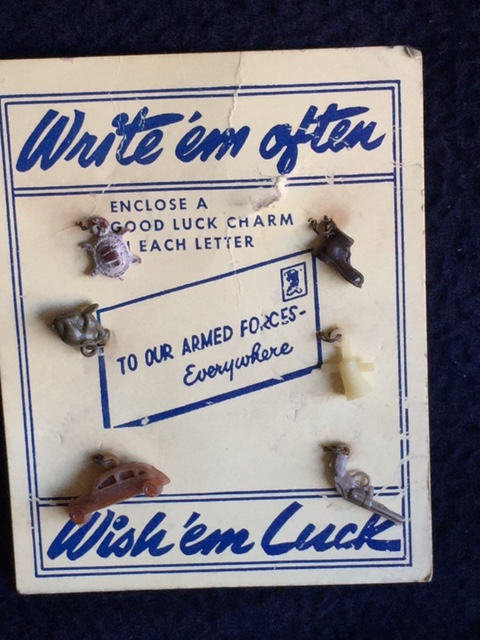 Write 'em often
ENCLOSE A
GOOD LUCK CHARM
EACH LETTER
TO OUR ARMED FORCES-
Everywhere
Wish 'em Luck